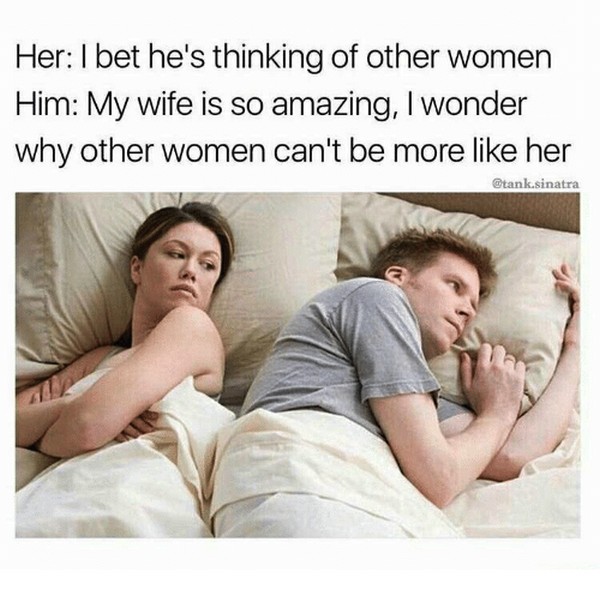 Her: I bet he's thinking of other women
Him: My wife is so amazing, I wonder
why other women can't be more like her
@tank.sinatra